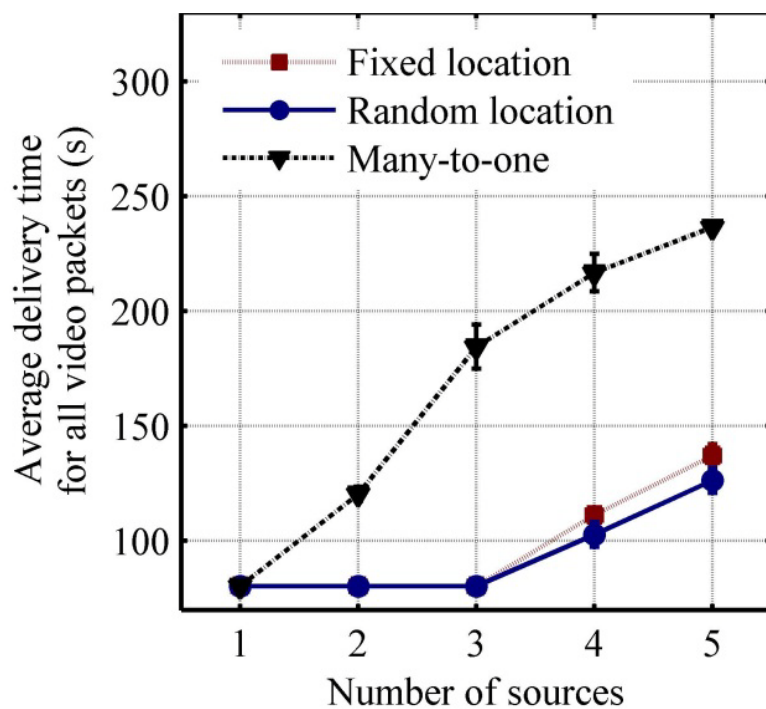 Fixed location
Random location
Many-to-one
Average delivery time
for all video packets (s)
300
250
200
150
100
1 2 3 4 5
Number of sources